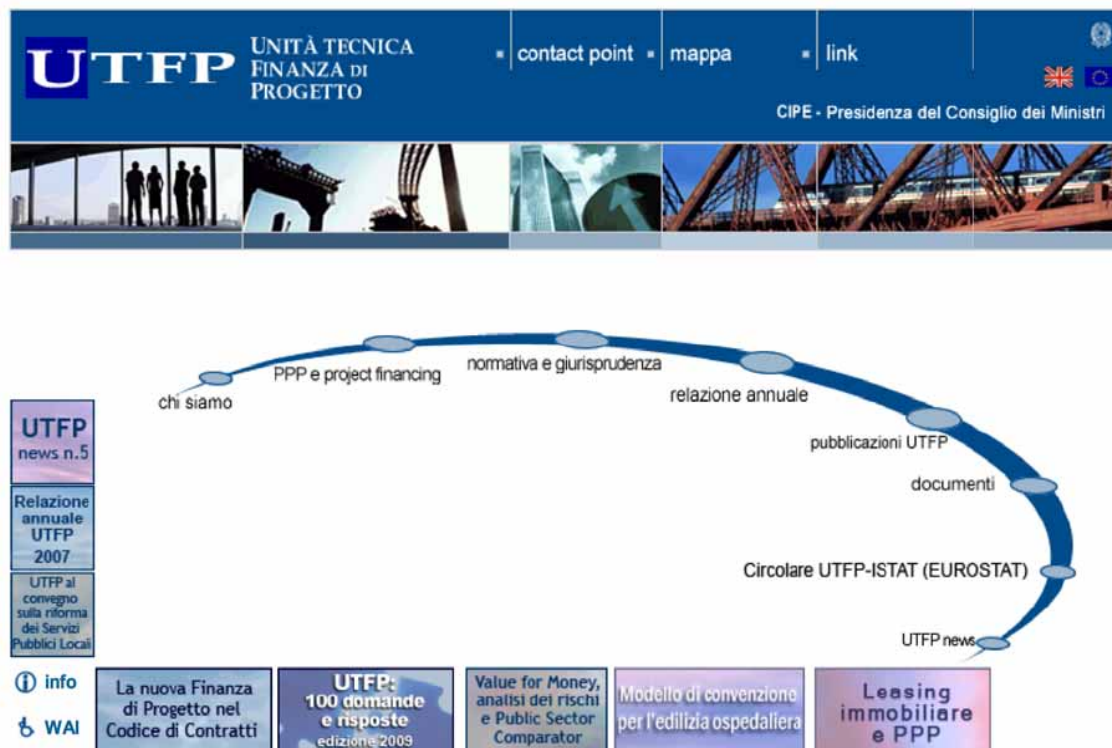 UTFP
UNITÀ TECNICA
FINANZA DI
PROGETTO
contact point
mappa
link
CIPE - Presidenza del Consiglio dei Ministri
chi siamo
PPP e project financing
normativa e giurisprudenza
relazione annuale
pubblicazioni UTFP
documenti
Circolare UTFP-ISTAT (EUROSTAT)
UTFP news
UTFP
news n.5
Relazione
annuale
UTFP
2007
UTFP al
convegno
sulla riforma
dei Servizi
Pubblici Locali
info
WAI
La nuova Finanza
di Progetto nel
Codice di Contratti
UTFP:
100 domande
e risposte
edizione 2009
Value for Money,
analisi dei rischi
e Public Sector
Comparator
Modello di convenzione
per l'edilizia ospedaliera
Leasing
immobiliare
e PPP